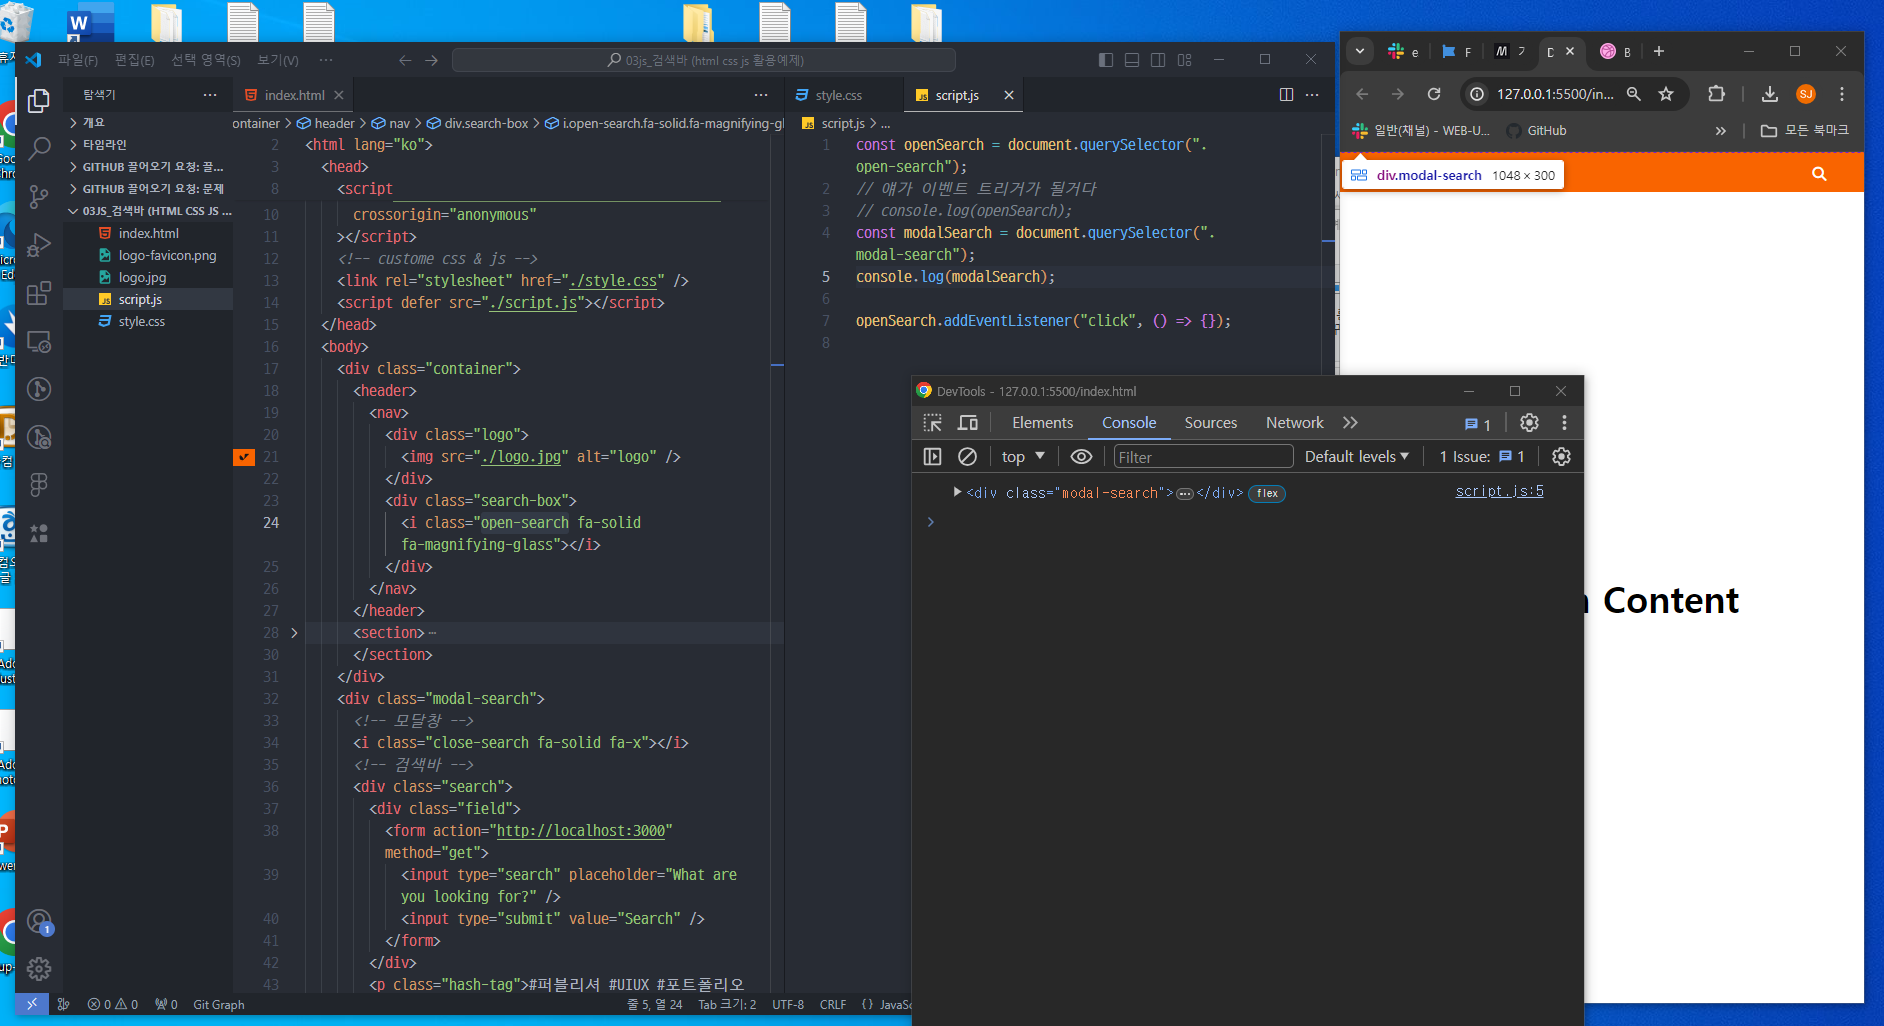 파일(F) 편집(E) 선택 영역(S) 보기(V) ··· 03js_검색바 (html css js 활용예제)
탐색기 ···
개요
타임라인
GITHUB 끌어오기 요청: 끌...
GITHUB 끌어오기 요청: 문제
03JS_검색바 (HTML CSS JS ...
index.html
logo-favicon.png
logo.jpg
script.js
style.css
index.html ···
ontainer > header > nav > div.search-box > i.open-search.fa-solid.fa-magnifying-gl
2 <html lang="ko">
3 <head>
8 <script
10 crossorigin="anonymous"
11 ></script>
12 <!-- custome css & js -->
13 <link rel="stylesheet" href="./style.css" />
14 <script defer src="./script.js"></script>
15 </head>
16 <body>
17 <div class="container">
18 <header>
19 <nav>
20 <div class="logo">
21 <img src="./logo.jpg" alt="logo" />
22 </div>
23 <div class="search-box">
24 <i class="open-search fa-solid
fa-magnifying-glass"></i>
25 </div>
26 </nav>
27 </header>
28 <section> ···
30 </section>
31 </div>
32 <div class="modal-search">
33 <!-- 모달창 -->
34 <i class="close-search fa-solid fa-x"></i>
35 <!-- 검색바 -->
36 <div class="search">
37 <div class="field">
38 <form action="http://localhost:3000"
method="get">
39 <input type="search" placeholder="What are
you looking for?" />
40 <input type="submit" value="Search" />
41 </form>
42 </div>
43 <p class="hash-tag">#퍼블리셔 #UIUX #포트폴리오
style.css script.js ···
script.js > ...
1 const openSearch = document.querySelector(".
open-search");
2 // 얘가 이벤트 트리거가 될거다
3 // console.log(openSearch);
4 const modalSearch = document.querySelector(".
modal-search");
5 console.log(modalSearch);
6
7 openSearch.addEventListener("click", () => {});
8
1
0 0 0 Git Graph 줄 5, 열 24 Tab 크기: 2 UTF-8 CRLF {} JavaSc
DevTools - 127.0.0.1:5500/index.html
Elements Console Sources Network 1
top Filter Default levels 1 Issue: 1
<div class="modal-search">···</div> flex script.js:5
e F D B
127.0.0.1:5500/in... SJ
일반(채널) - WEB-U... GitHub 모든 북마크
div.modal-search 1048 × 300
Content